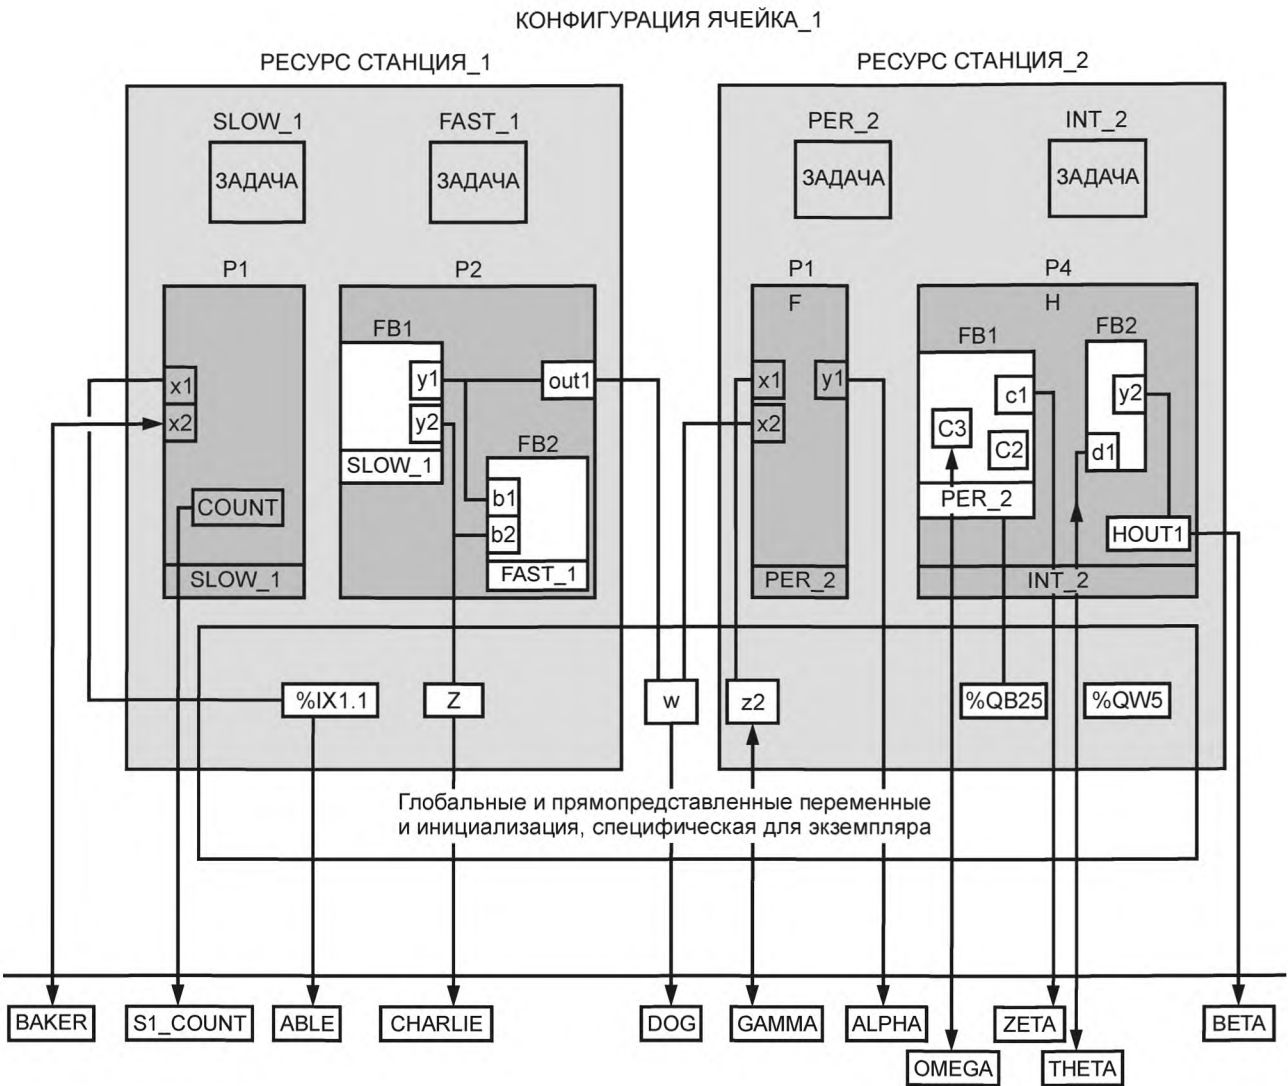 КОНФИГУРАЦИЯ ЯЧЕЙКА_1
РЕСУРС СТАНЦИЯ_1
РЕСУРС СТАНЦИЯ_2
SLOW_1
FAST_1
PER_2
INT_2
ЗАДАЧА
ЗАДАЧА
ЗАДАЧА
ЗАДАЧА
P1
P2
P1
P4
F
H
FB1
FB1
FB2
x1
y1
out1
x1
y1
c1
y2
x2
y2
x2
C3
C2
d1
FB2
SLOW_1
b1
PER_2
COUNT
b2
HOUT1
SLOW_1
FAST_1
PER_2
INT_2
%IX1.1
Z
w
z2
%QB25
%QW5
Глобальные и прямопредставленные переменные
и инициализация, специфическая для экземпляра
BAKER
S1_COUNT
ABLE
CHARLIE
DOG
GAMMA
ALPHA
ZETA
BETA
OMEGA
THETA